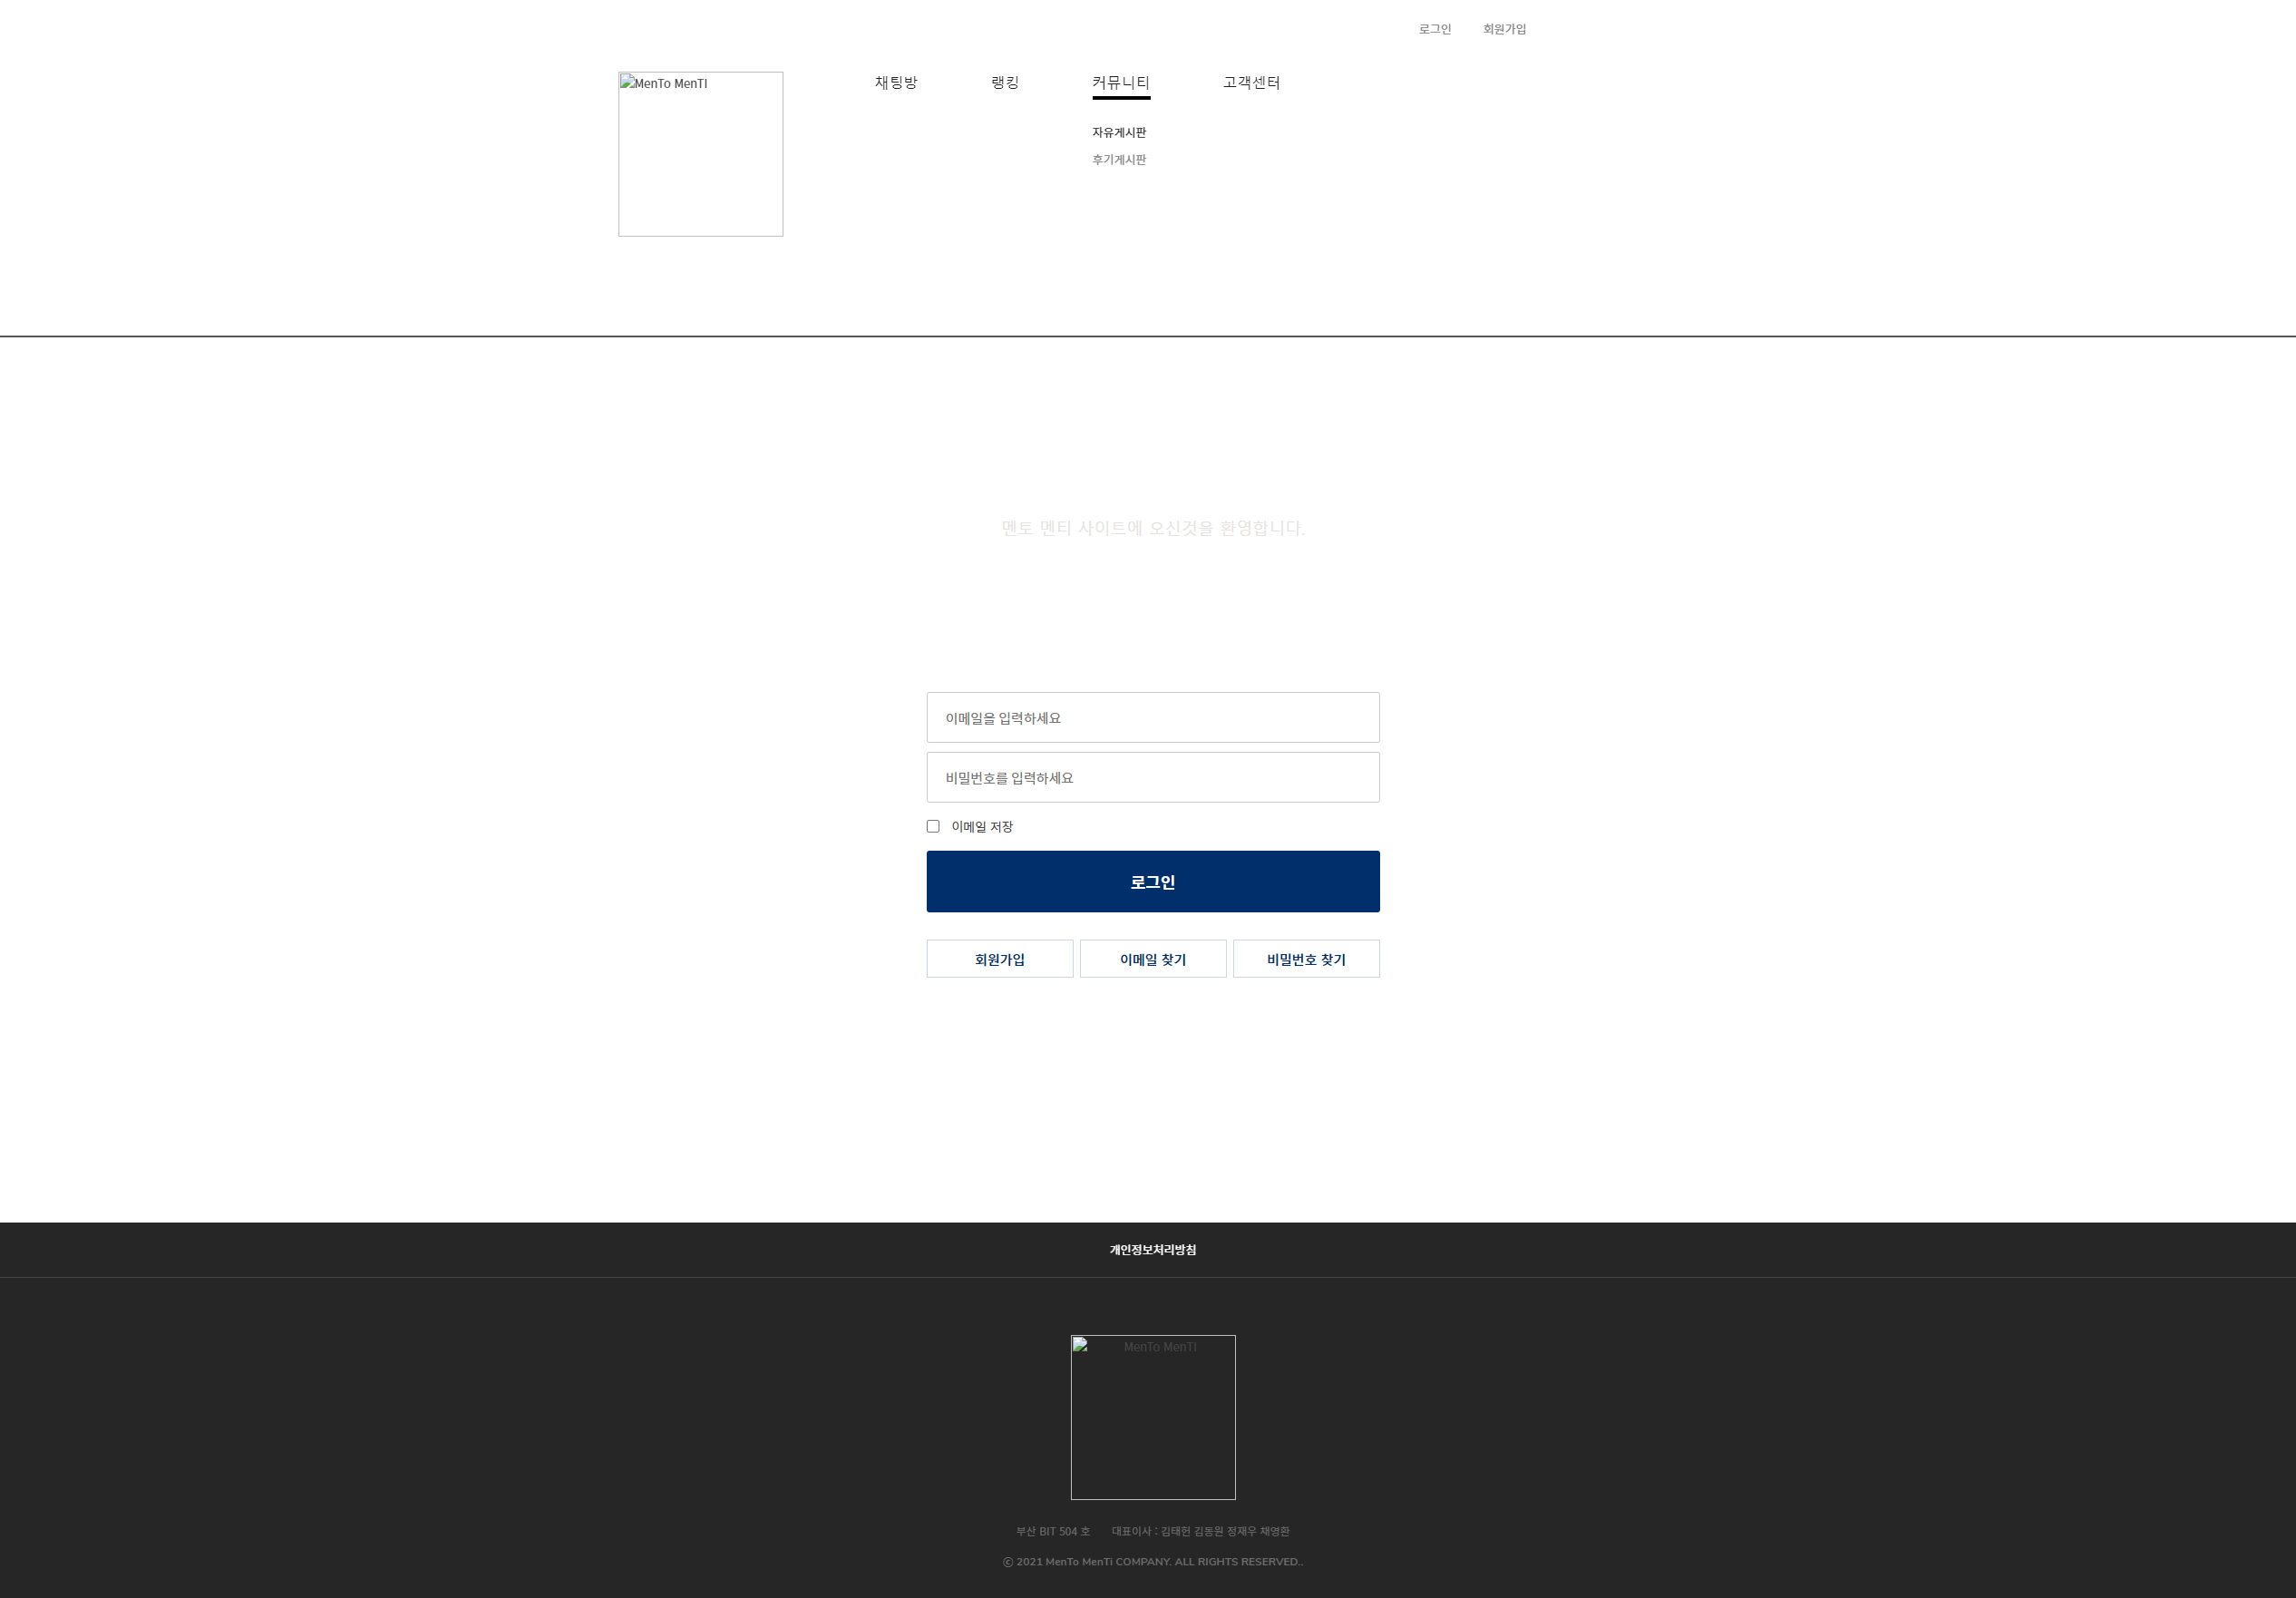 로그인 회원가입
MenTo MenTI
채팅방 랭킹 커뮤니티 고객센터
자유게시판
후기게시판
멘토 멘티 사이트에 오신것을 환영합니다.
이메일을 입력하세요
비밀번호를 입력하세요
이메일 저장
로그인
회원가입 이메일 찾기 비밀번호 찾기
개인정보처리방침
MenTo MenTI
부산 BIT 504 호 대표이사 : 김태헌 김동원 정재우 채영환
ⓒ 2021 MenTo MenTi COMPANY. ALL RIGHTS RESERVED..